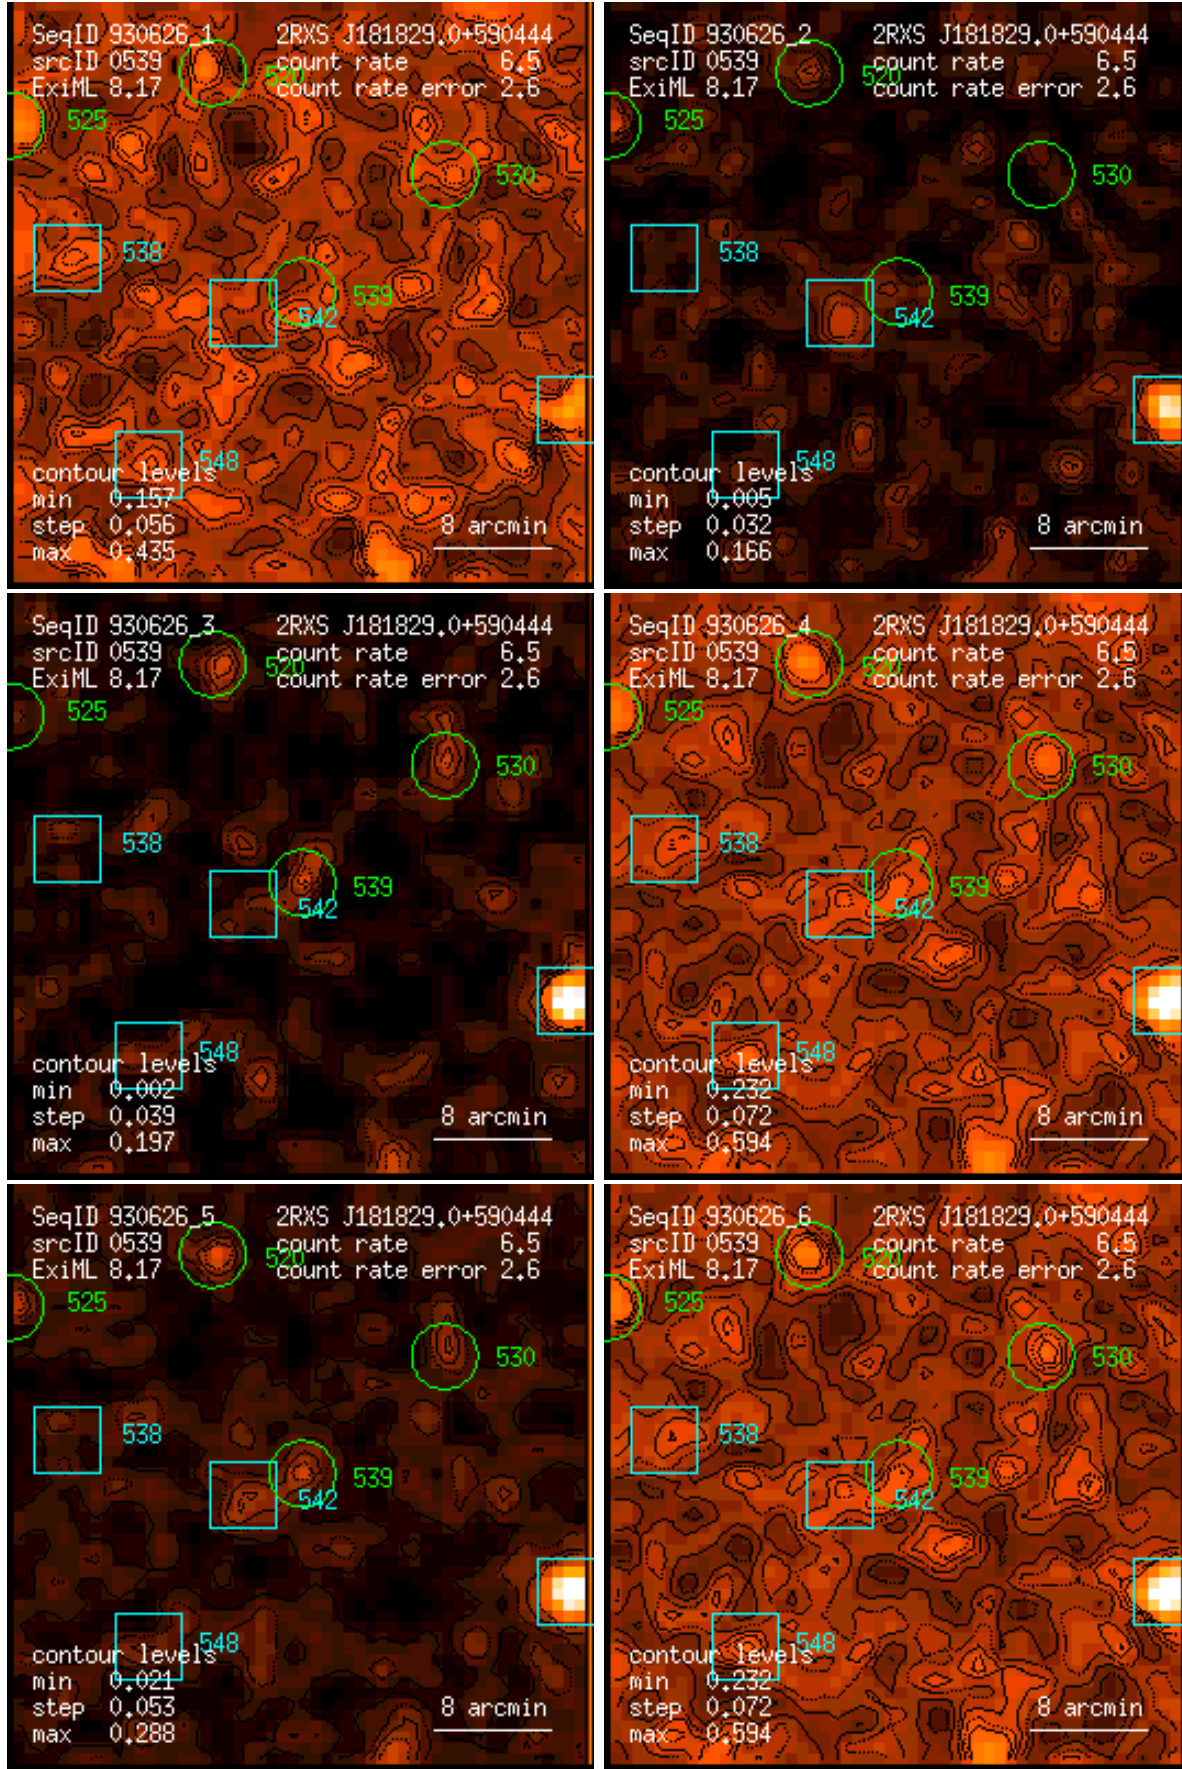 SeqID 930626_1 2RXS J181829.0+590444
srcID 0539 520 count rate 6.5
ExiML 8.17 count rate error 2.6
525
530
538
539
542
548
contour levels
min 0.157
step 0.056 8 arcmin
max 0.435
SeqID 930626_2 2RXS J181829.0+590444
srcID 0539 520 count rate 6.5
ExiML 8.17 count rate error 2.6
525
530
538
539
542
548
contour levels
min 0.005
step 0.032 8 arcmin
max 0.166
SeqID 930626_3 2RXS J181829.0+590444
srcID 0539 520 count rate 6.5
ExiML 8.17 count rate error 2.6
525
530
538
539
542
548
contour levels
min 0.002
step 0.039 8 arcmin
max 0.197
SeqID 930626_4 2RXS J181829.0+590444
srcID 0539 520 count rate 6.5
ExiML 8.17 count rate error 2.6
525
530
538
539
542
548
contour levels
min 0.232
step 0.072 8 arcmin
max 0.594
SeqID 930626_5 2RXS J181829.0+590444
srcID 0539 520 count rate 6.5
ExiML 8.17 count rate error 2.6
525
530
538
539
542
548
contour levels
min 0.021
step 0.053 8 arcmin
max 0.288
SeqID 930626_6 2RXS J181829.0+590444
srcID 0539 520 count rate 6.5
ExiML 8.17 count rate error 2.6
525
530
538
539
542
548
contour levels
min 0.232
step 0.072 8 arcmin
max 0.594